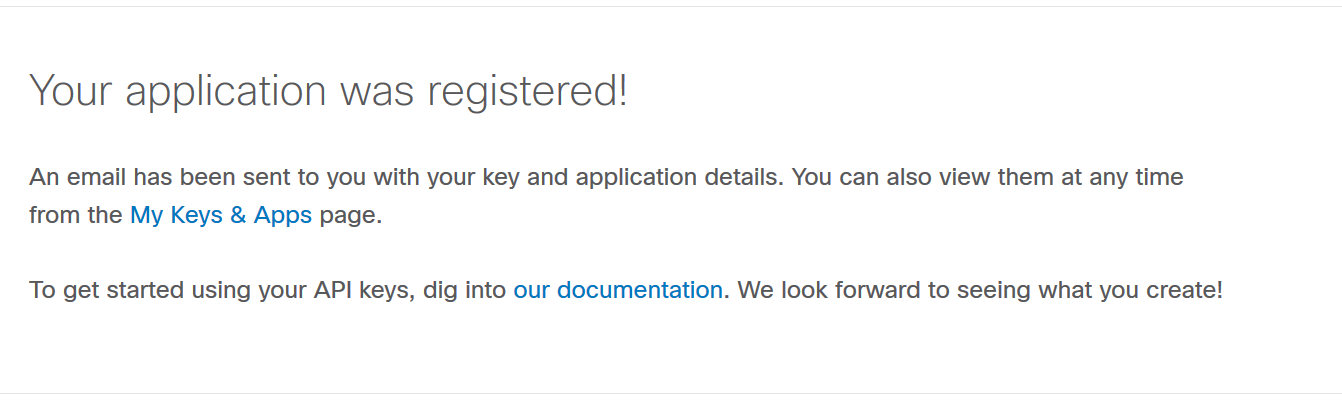 Your application was registered!
An email has been sent to you with your key and application details. You can also view them at any time
from the My Keys & Apps page.
To get started using your API keys, dig into our documentation. We look forward to seeing what you create!